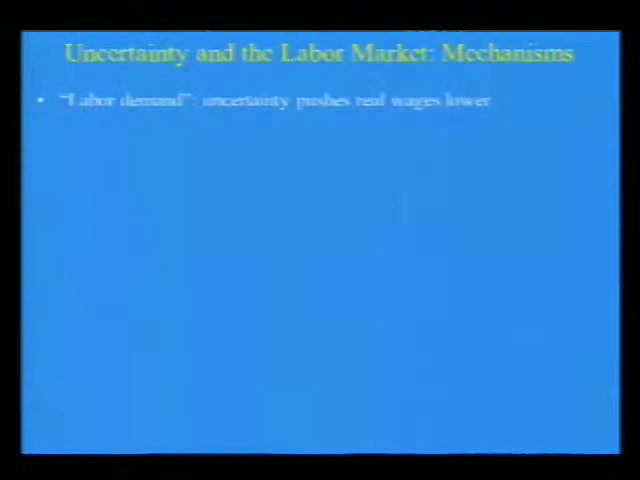 Uncertainty and the Labor Market: Mechanisms
• “Labor demand”: uncertainty pushes real wages lower